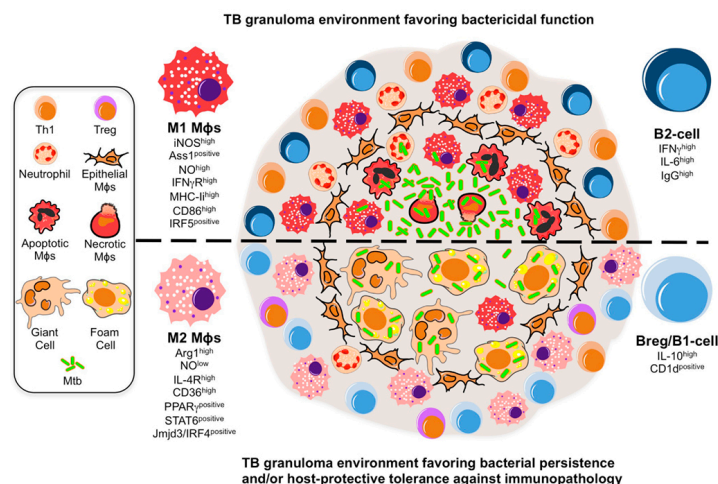 TB granuloma environment favoring bactericidal function
Th1
Treg
Neutrophil
Epithelial
Mϕs
Apoptotic
Mϕs
Necrotic
Mϕs
Giant
Cell
Foam
Cell
Mtb
M1 Mϕs
iNOShigh
Ass1positive
NOhigh
IFNγRhigh
MHC-Iihigh
CD86high
IRF5positive
M2 Mϕs
Arg1high
NOlow
IL-4Rhigh
CD36high
PPARγpositive
STAT6positive
Jmjd3/IRF4positive
B2-cell
IFNγhigh
IL-6high
IgGhigh
Breg/B1-cell
IL-10high
CD1dpositive
TB granuloma environment favoring bacterial persistence
and/or host-protective tolerance against immunopathology